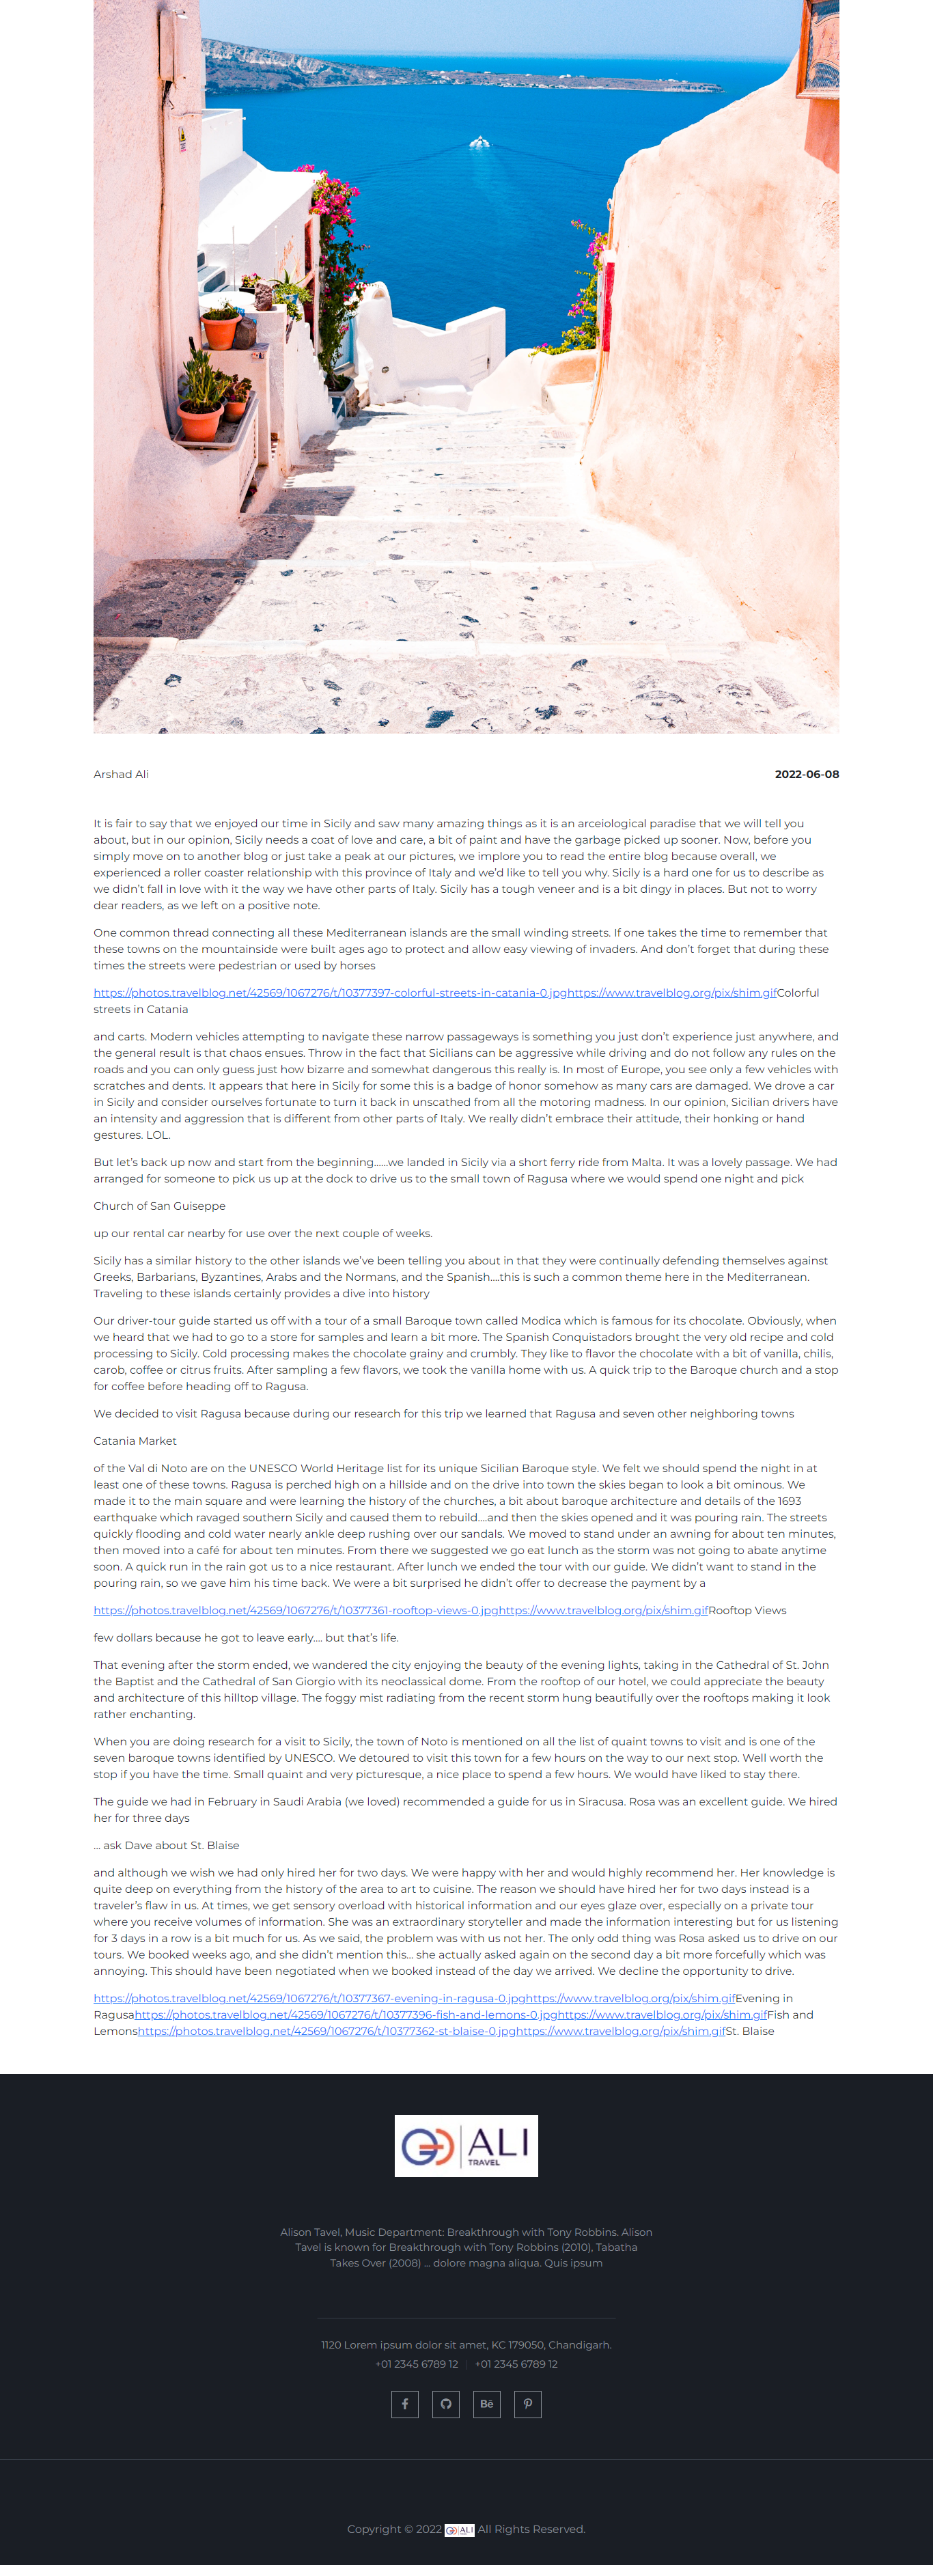 Arshad Ali
2022-06-08
It is fair to say that we enjoyed our time in Sicily and saw many amazing things as it is an arceiological paradise that we will tell you
about, but in our opinion, Sicily needs a coat of love and care, a bit of paint and have the garbage picked up sooner. Now, before you
simply move on to another blog or just take a peak at our pictures, we implore you to read the entire blog because overall, we
experienced a roller coaster relationship with this province of Italy and we’d like to tell you why. Sicily is a hard one for us to describe as
we didn’t fall in love with it the way we have other parts of Italy. Sicily has a tough veneer and is a bit dingy in places. But not to worry
dear readers, as we left on a positive note.
One common thread connecting all these Mediterranean islands are the small winding streets. If one takes the time to remember that
these towns on the mountainside were built ages ago to protect and allow easy viewing of invaders. And don’t forget that during these
times the streets were pedestrian or used by horses
https://photos.travelblog.net/42569/1067276/t/10377397-colorful-streets-in-catania-0.jpghttps://www.travelblog.org/pix/shim.gifColorful
streets in Catania
and carts. Modern vehicles attempting to navigate these narrow passageways is something you just don’t experience just anywhere, and
the general result is that chaos ensues. Throw in the fact that Sicilians can be aggressive while driving and do not follow any rules on the
roads and you can only guess just how bizarre and somewhat dangerous this really is. In most of Europe, you see only a few vehicles with
scratches and dents. It appears that here in Sicily for some this is a badge of honor somehow as many cars are damaged. We drove a car
in Sicily and consider ourselves fortunate to turn it back in unscathed from all the motoring madness. In our opinion, Sicilian drivers have
an intensity and aggression that is different from other parts of Italy. We really didn’t embrace their attitude, their honking or hand
gestures. LOL.
But let’s back up now and start from the beginning……we landed in Sicily via a short ferry ride from Malta. It was a lovely passage. We had
arranged for someone to pick us up at the dock to drive us to the small town of Ragusa where we would spend one night and pick
Church of San Guiseppe
up our rental car nearby for use over the next couple of weeks.
Sicily has a similar history to the other islands we’ve been telling you about in that they were continually defending themselves against
Greeks, Barbarians, Byzantines, Arabs and the Normans, and the Spanish….this is such a common theme here in the Mediterranean.
Traveling to these islands certainly provides a dive into history
Our driver-tour guide started us off with a tour of a small Baroque town called Modica which is famous for its chocolate. Obviously, when
we heard that we had to go to a store for samples and learn a bit more. The Spanish Conquistadors brought the very old recipe and cold
processing to Sicily. Cold processing makes the chocolate grainy and crumbly. They like to flavor the chocolate with a bit of vanilla, chilis,
carob, coffee or citrus fruits. After sampling a few flavors, we took the vanilla home with us. A quick trip to the Baroque church and a stop
for coffee before heading off to Ragusa.
We decided to visit Ragusa because during our research for this trip we learned that Ragusa and seven other neighboring towns
Catania Market
of the Val di Noto are on the UNESCO World Heritage list for its unique Sicilian Baroque style. We felt we should spend the night in at
least one of these towns. Ragusa is perched high on a hillside and on the drive into town the skies began to look a bit ominous. We
made it to the main square and were learning the history of the churches, a bit about baroque architecture and details of the 1693
earthquake which ravaged southern Sicily and caused them to rebuild….and then the skies opened and it was pouring rain. The streets
quickly flooding and cold water nearly ankle deep rushing over our sandals. We moved to stand under an awning for about ten minutes,
then moved into a café for about ten minutes. From there we suggested we go eat lunch as the storm was not going to abate anytime
soon. A quick run in the rain got us to a nice restaurant. After lunch we ended the tour with our guide. We didn’t want to stand in the
pouring rain, so we gave him his time back. We were a bit surprised he didn’t offer to decrease the payment by a
https://photos.travelblog.net/42569/1067276/t/10377361-rooftop-views-0.jpghttps://www.travelblog.org/pix/shim.gifRooftop Views
few dollars because he got to leave early…. but that’s life.
That evening after the storm ended, we wandered the city enjoying the beauty of the evening lights, taking in the Cathedral of St. John
the Baptist and the Cathedral of San Giorgio with its neoclassical dome. From the rooftop of our hotel, we could appreciate the beauty
and architecture of this hilltop village. The foggy mist radiating from the recent storm hung beautifully over the rooftops making it look
rather enchanting.
When you are doing research for a visit to Sicily, the town of Noto is mentioned on all the list of quaint towns to visit and is one of the
seven baroque towns identified by UNESCO. We detoured to visit this town for a few hours on the way to our next stop. Well worth the
stop if you have the time. Small quaint and very picturesque, a nice place to spend a few hours. We would have liked to stay there.
The guide we had in February in Saudi Arabia (we loved) recommended a guide for us in Siracusa. Rosa was an excellent guide. We hired
her for three days
… ask Dave about St. Blaise
and although we wish we had only hired her for two days. We were happy with her and would highly recommend her. Her knowledge is
quite deep on everything from the history of the area to art to cuisine. The reason we should have hired her for two days instead is a
traveler’s flaw in us. At times, we get sensory overload with historical information and our eyes glaze over, especially on a private tour
where you receive volumes of information. She was an extraordinary storyteller and made the information interesting but for us listening
for 3 days in a row is a bit much for us. As we said, the problem was with us not her. The only odd thing was Rosa asked us to drive on our
tours. We booked weeks ago, and she didn’t mention this… she actually asked again on the second day a bit more forcefully which was
annoying. This should have been negotiated when we booked instead of the day we arrived. We decline the opportunity to drive.
https://photos.travelblog.net/42569/1067276/t/10377367-evening-in-ragusa-0.jpghttps://www.travelblog.org/pix/shim.gifEvening in
Ragusahttps://photos.travelblog.net/42569/1067276/t/10377396-fish-and-lemons-0.jpghttps://www.travelblog.org/pix/shim.gifFish and
Lemonshttps://photos.travelblog.net/42569/1067276/t/10377362-st-blaise-0.jpghttps://www.travelblog.org/pix/shim.gifSt. Blaise
ALI
TRAVEL
Alison Tavel, Music Department: Breakthrough with Tony Robbins. Alison
Tavel is known for Breakthrough with Tony Robbins (2010), Tabatha
Takes Over (2008) ... dolore magna aliqua. Quis ipsum
1120 Lorem ipsum dolor sit amet, KC 179050, Chandigarh.
+01 2345 6789 12 | +01 2345 6789 12
Bē
Copyright © 2022 ALI All Rights Reserved.